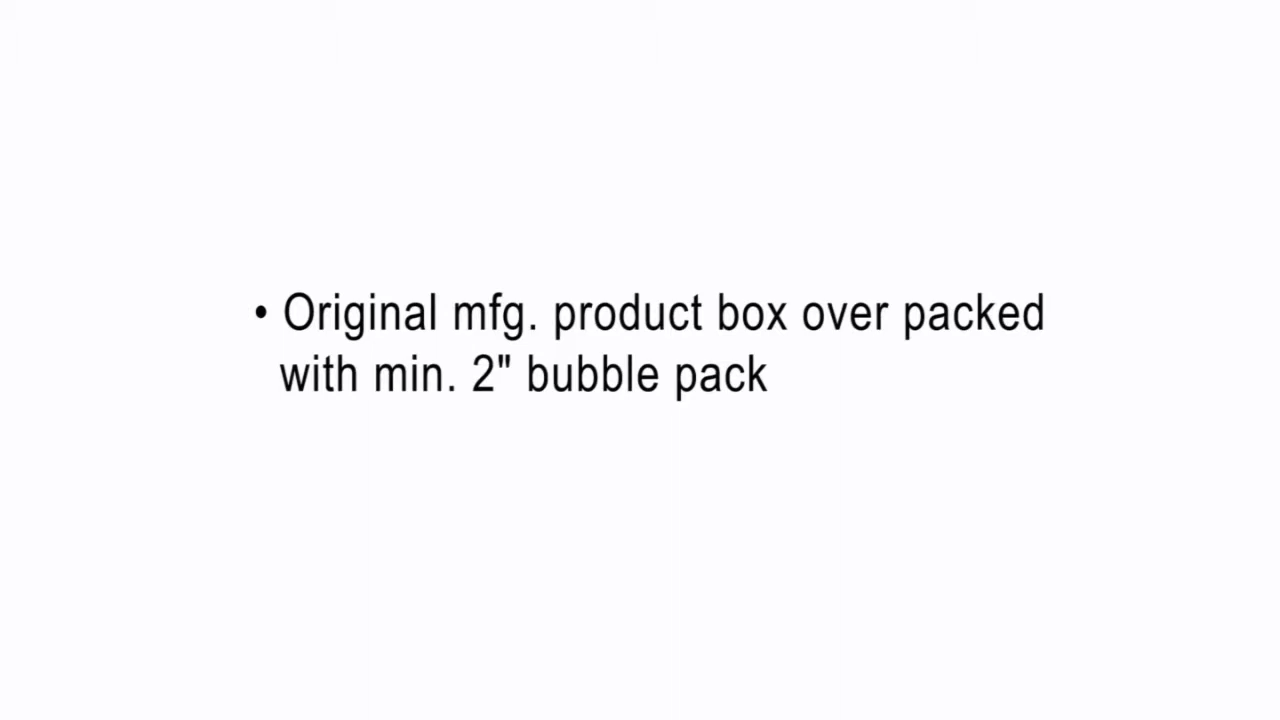 • Original mfg. product box over packed
with min. 2" bubble pack